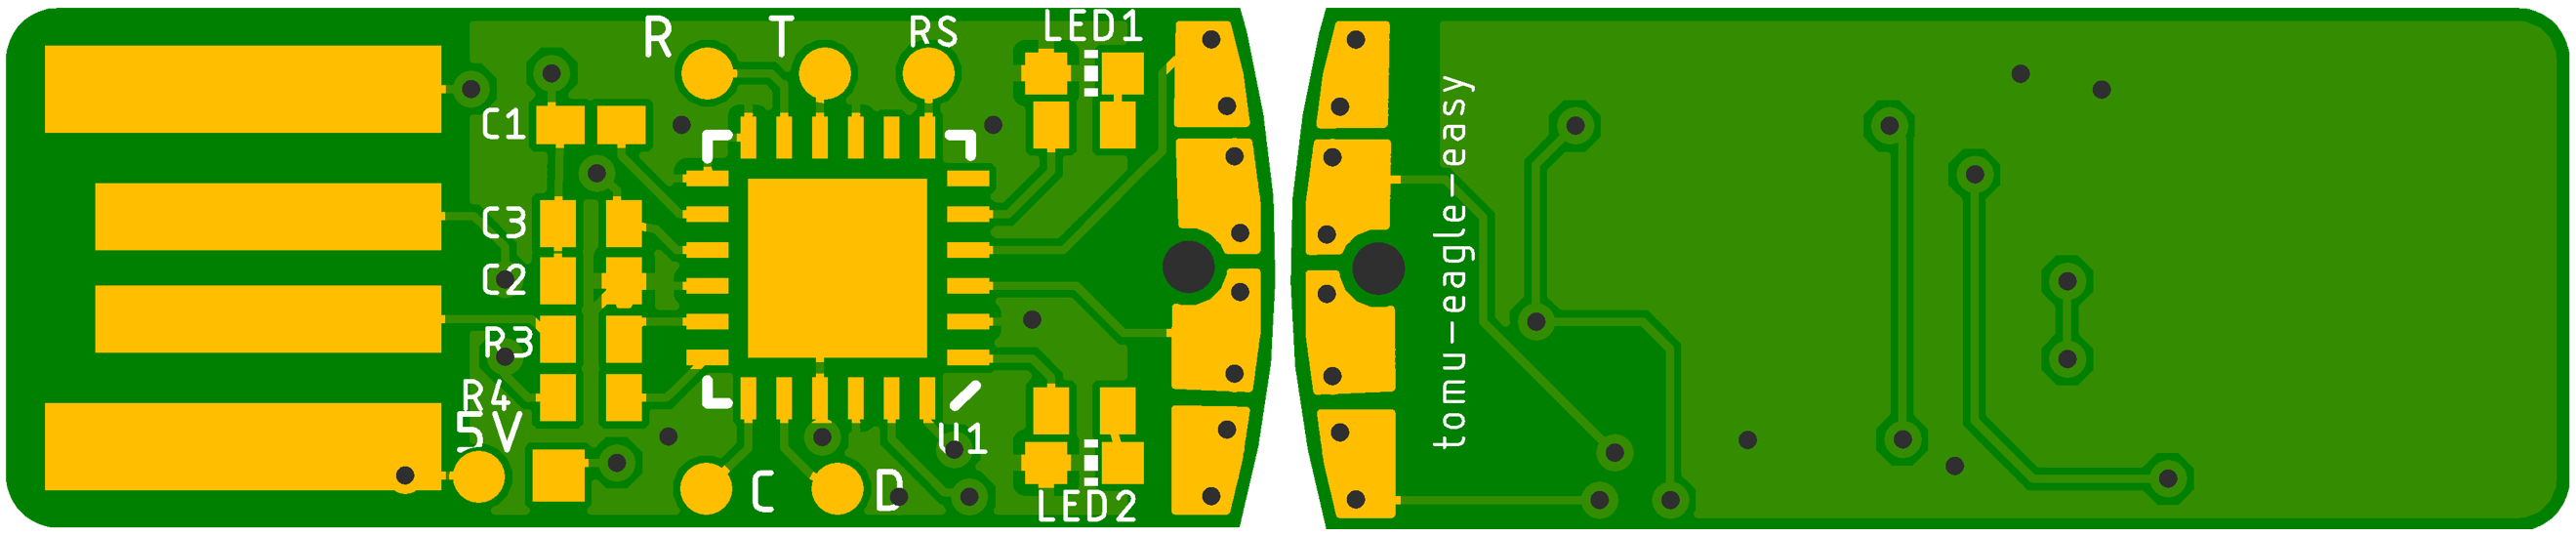 R T RS LED1
C1
C3
C2
R3
R4
5V
U1
C D LED2
tomu-eagle-easy